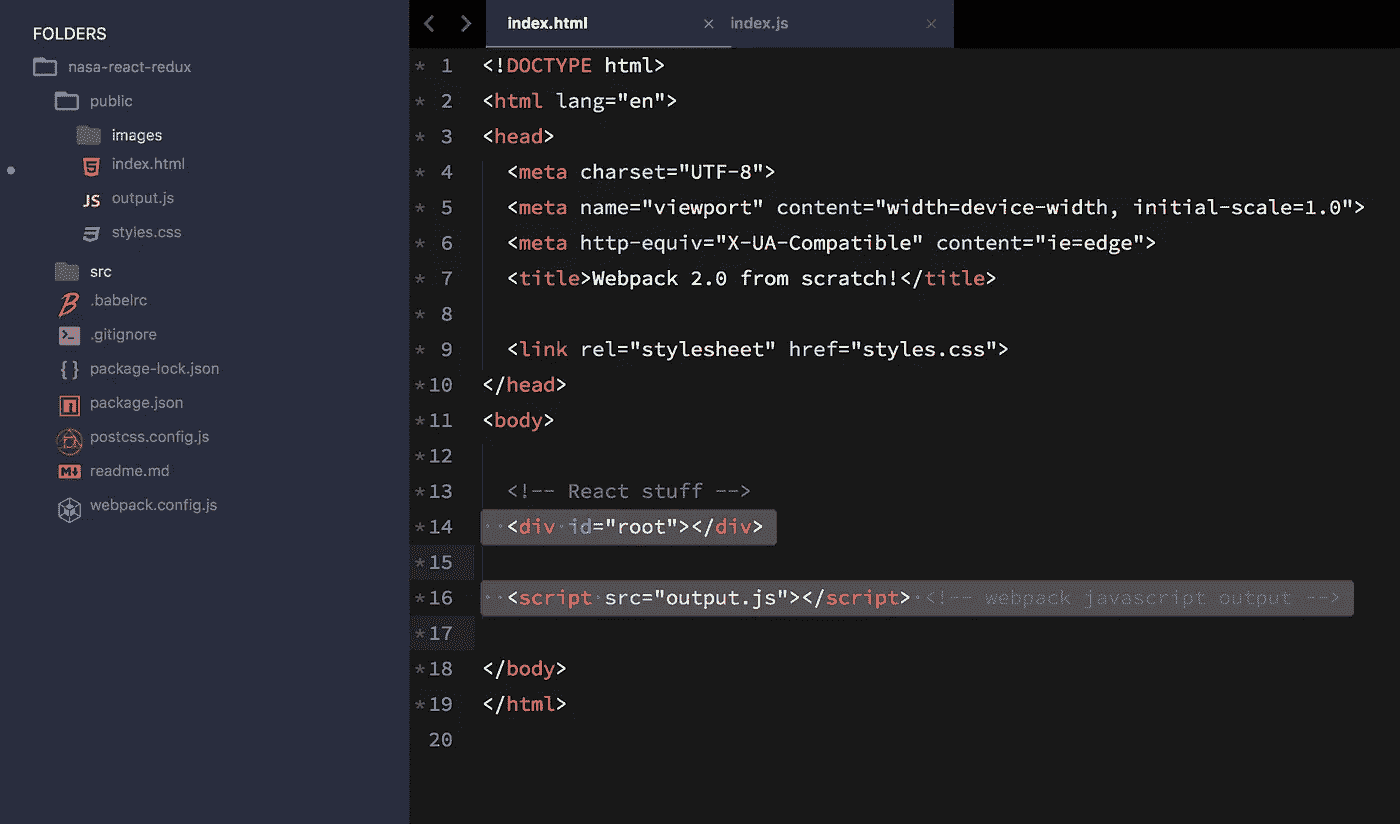 FOLDERS
nasa-react-redux
public
images
index.html
output.js
styles.css
src
.babelrc
.gitignore
package-lock.json
package.json
postcss.config.js
readme.md
webpack.config.js
index.html × index.js ×
* 1 <!DOCTYPE html>
* 2 <html lang="en">
* 3 <head>
* 4 <meta charset="UTF-8">
* 5 <meta name="viewport" content="width=device-width, initial-scale=1.0">
* 6 <meta http-equiv="X-UA-Compatible" content="ie=edge">
* 7 <title>Webpack 2.0 from scratch!</title>
* 8
* 9 <link rel="stylesheet" href="styles.css">
* 10 </head>
* 11 <body>
* 12
* 13 <!-- React stuff -->
* 14 <div id="root"></div>
* 15
* 16 <script src="output.js"></script> <!-- webpack javascript output -->
* 17
* 18 </body>
* 19 </html>
20